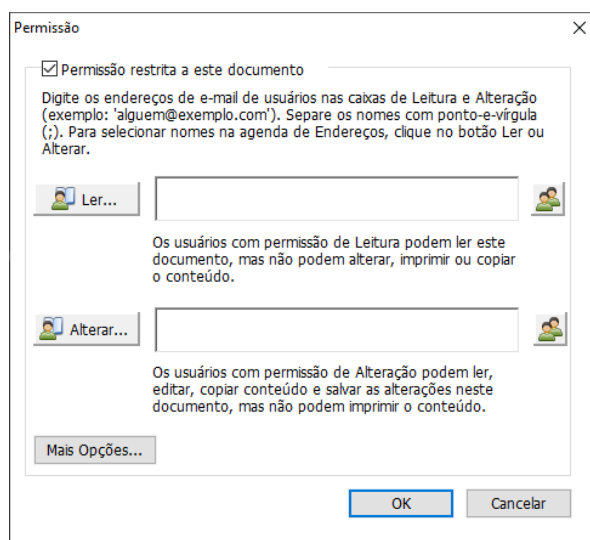 Permissão
Permissão restrita a este documento
Digite os endereços de e-mail de usuários nas caixas de Leitura e Alteração
(exemplo: 'alguem@exemplo.com'). Separe os nomes com ponto-e-vírgula
(;). Para selecionar nomes na agenda de Endereços, clique no botão Ler ou
Alterar.
Ler...
Os usuários com permissão de Leitura podem ler este
documento, mas não podem alterar, imprimir ou copiar
o conteúdo.
Alterar...
Os usuários com permissão de Alteração podem ler,
editar, copiar conteúdo e salvar as alterações neste
documento, mas não podem imprimir o conteúdo.
Mais Opções...
OK
Cancelar